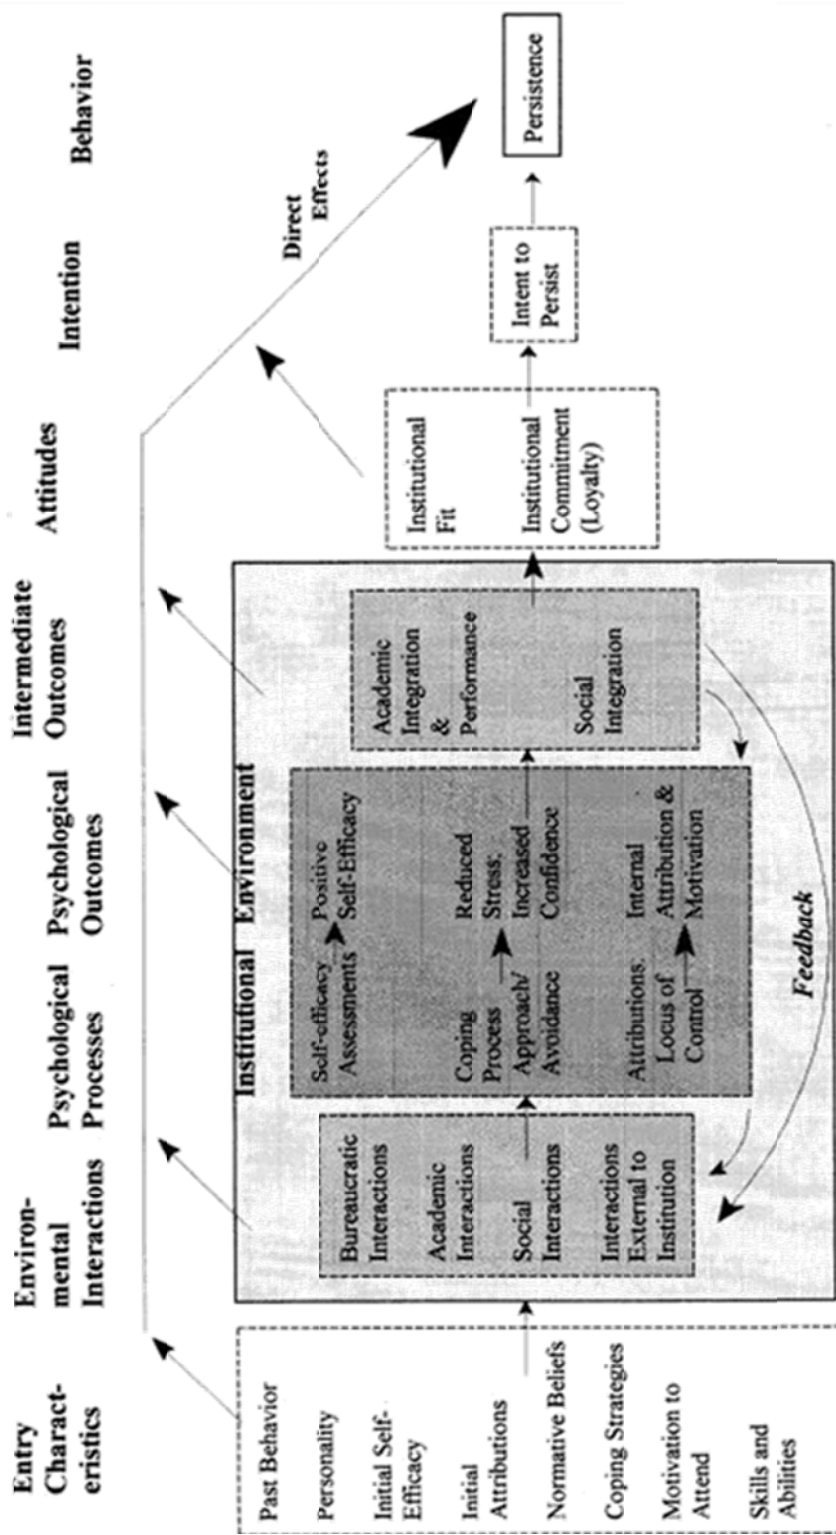 Entry
Charact-
eristics
Environ-
mental
Interactions
Psychological
Processes
Psychological
Outcomes
Intermediate
Outcomes
Attitudes
Intention
Behavior
Direct
Effects
Past Behavior
Personality
Initial Self-
Efficacy
Initial
Attributions
Normative Beliefs
Coping Strategies
Motivation to
Attend
Skills and
Abilities
Institutional Environment
Bureaucratic
Interactions
Academic
Interactions
Social
Interactions
Interactions
External to
Institution
Self-efficacy
Assessments
Positive
Self-Efficacy
Coping
Process
Approach/
Avoidance
Reduced
Stress;
Increased
Confidence
Attributions:
Locus of
Control
Internal
Attribution &
Motivation
Academic
Integration
&
Performance
Social
Integration
Institutional
Fit
Institutional
Commitment
(Loyalty)
Intent to
Persist
Persistence
Feedback